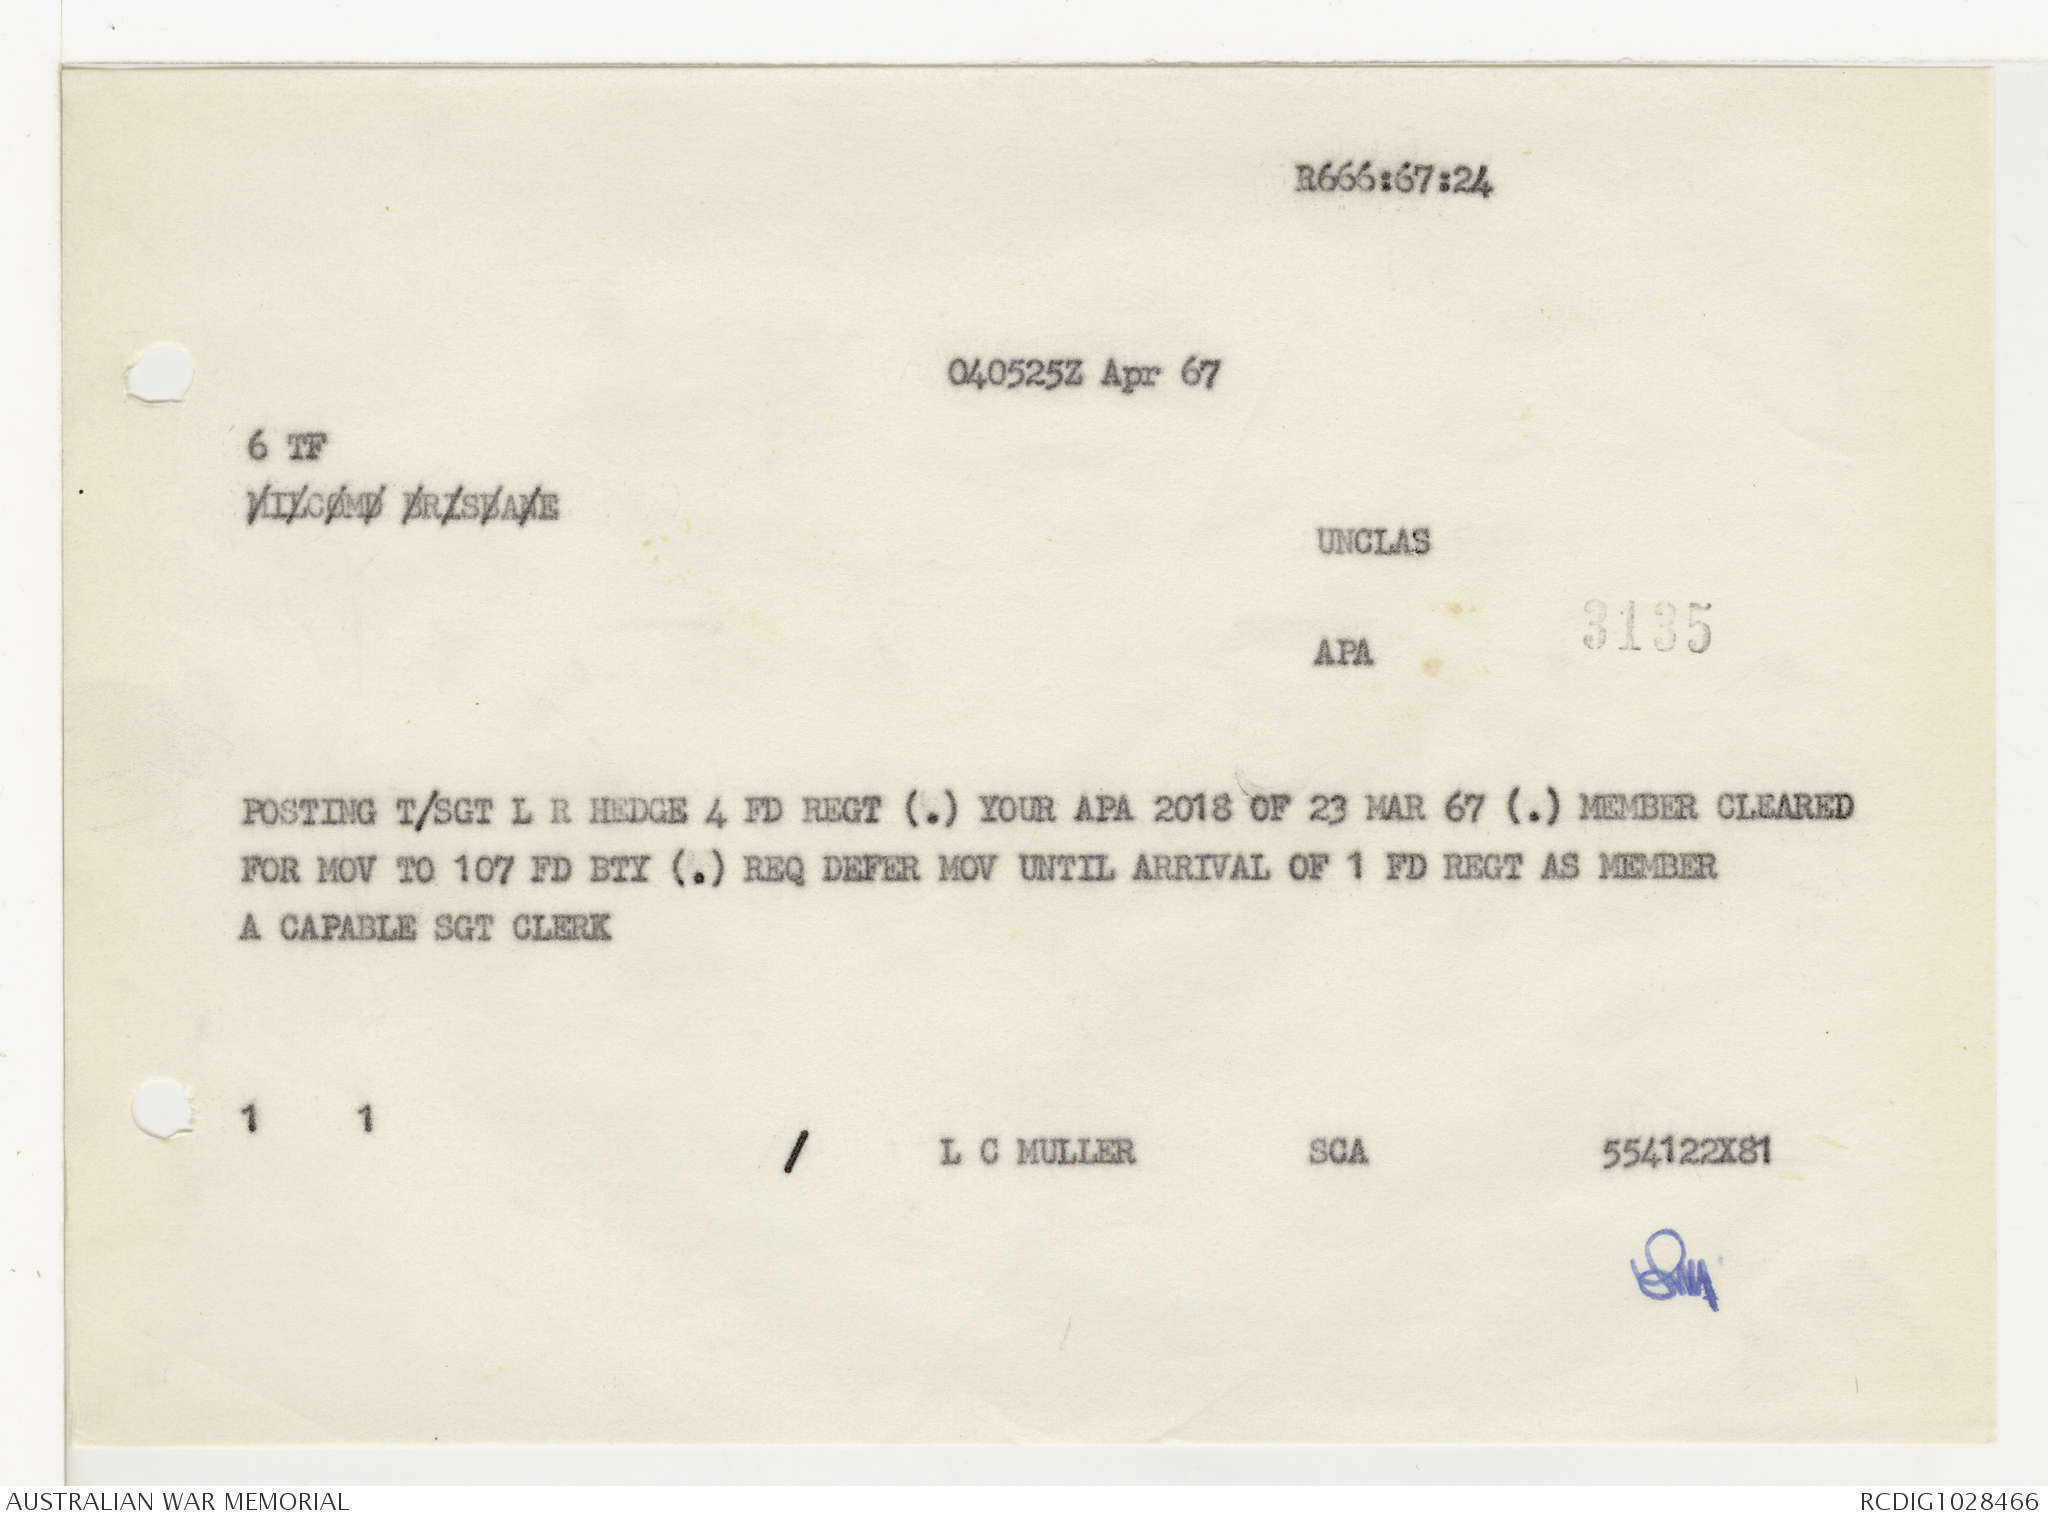 R666:67:24
040525Z Apr 67
6 TF
MILCOMD BRISBANE
UNCLAS
APA 3135
POSTING T/SGT L R HEDGE 4 FD REGT (.) YOUR APA 2018 OF 23 MAR 67 (.) MEMBER CLEARED
FOR MOV TO 107 FD BTY (.) REQ DEFER MOV UNTIL ARRIVAL OF 1 FD REGT AS MEMBER
A CAPABLE SGT CLERK
1 1
/ L C MULLER SCA 554122X81
AUSTRALIAN WAR MEMORIAL RCDIG1028466